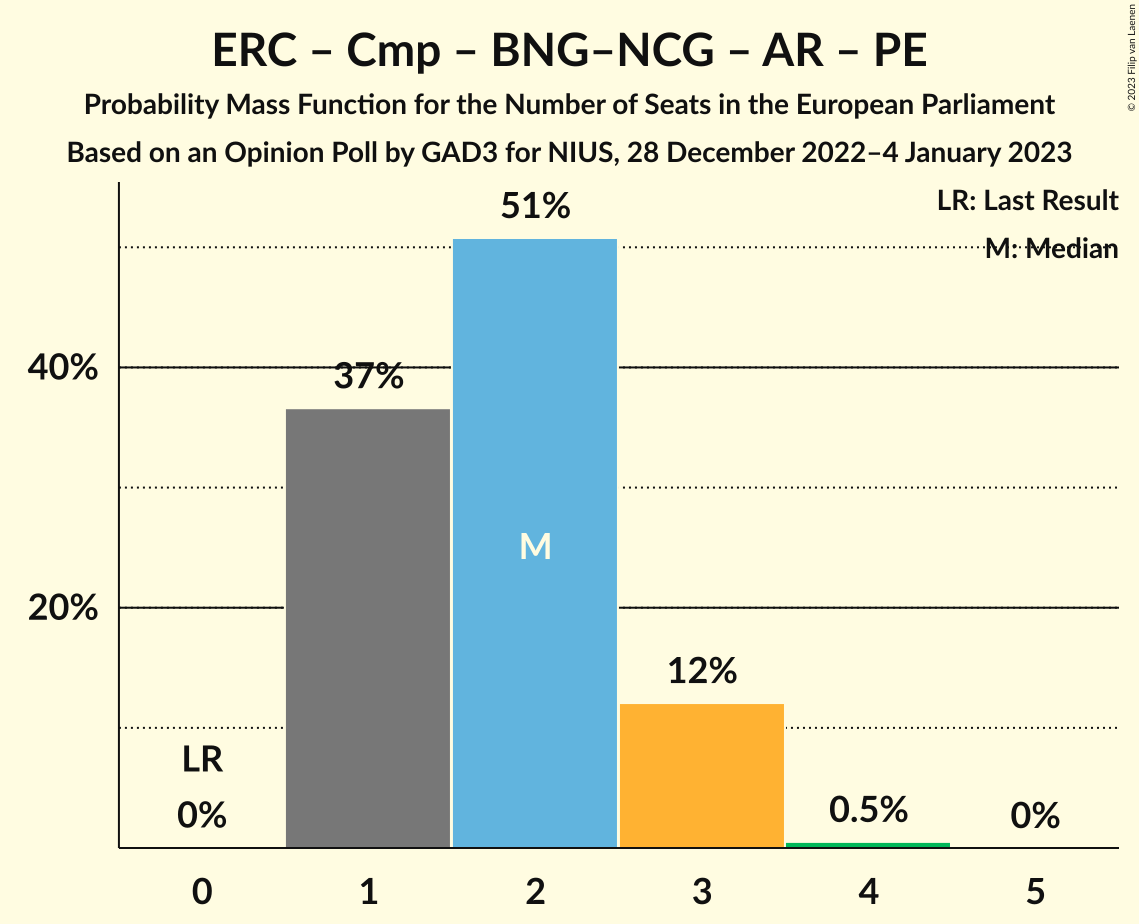 ERC – Cmp – BNG–NCG – AR – PE
Probability Mass Function for the Number of Seats in the European Parliament
Based on an Opinion Poll by GAD3 for NIUS, 28 December 2022–4 January 2023
© 2023 Filip van Laenen
LR: Last Result
M: Median
51%
40%
37%
M
20%
12%
LR
0%
0.5%
0%
0 1 2 3 4 5